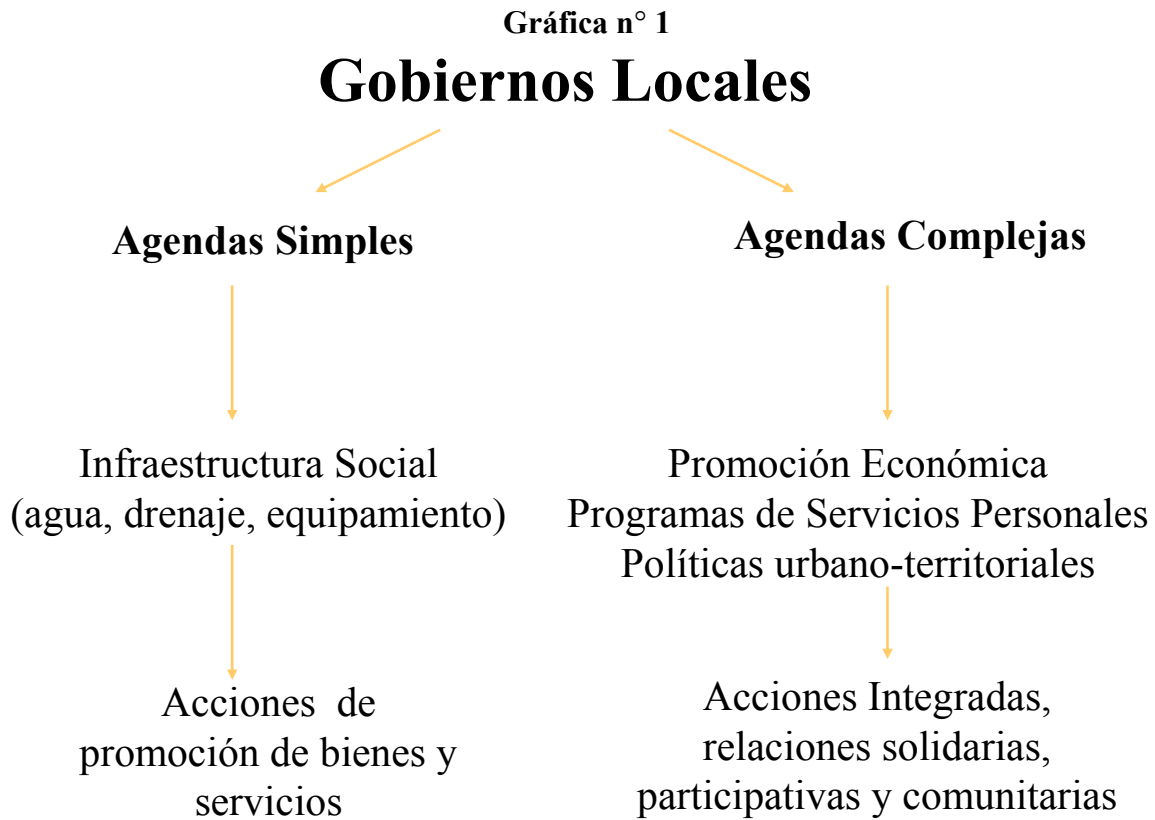 Gráfica n° 1
Gobiernos Locales
Agendas Simples
Agendas Complejas
Infraestructura Social
(agua, drenaje, equipamiento)
Promoción Económica
Programas de Servicios Personales
Políticas urbano-territoriales
Acciones de
promoción de bienes y
servicios
Acciones Integradas,
relaciones solidarias,
participativas y comunitarias